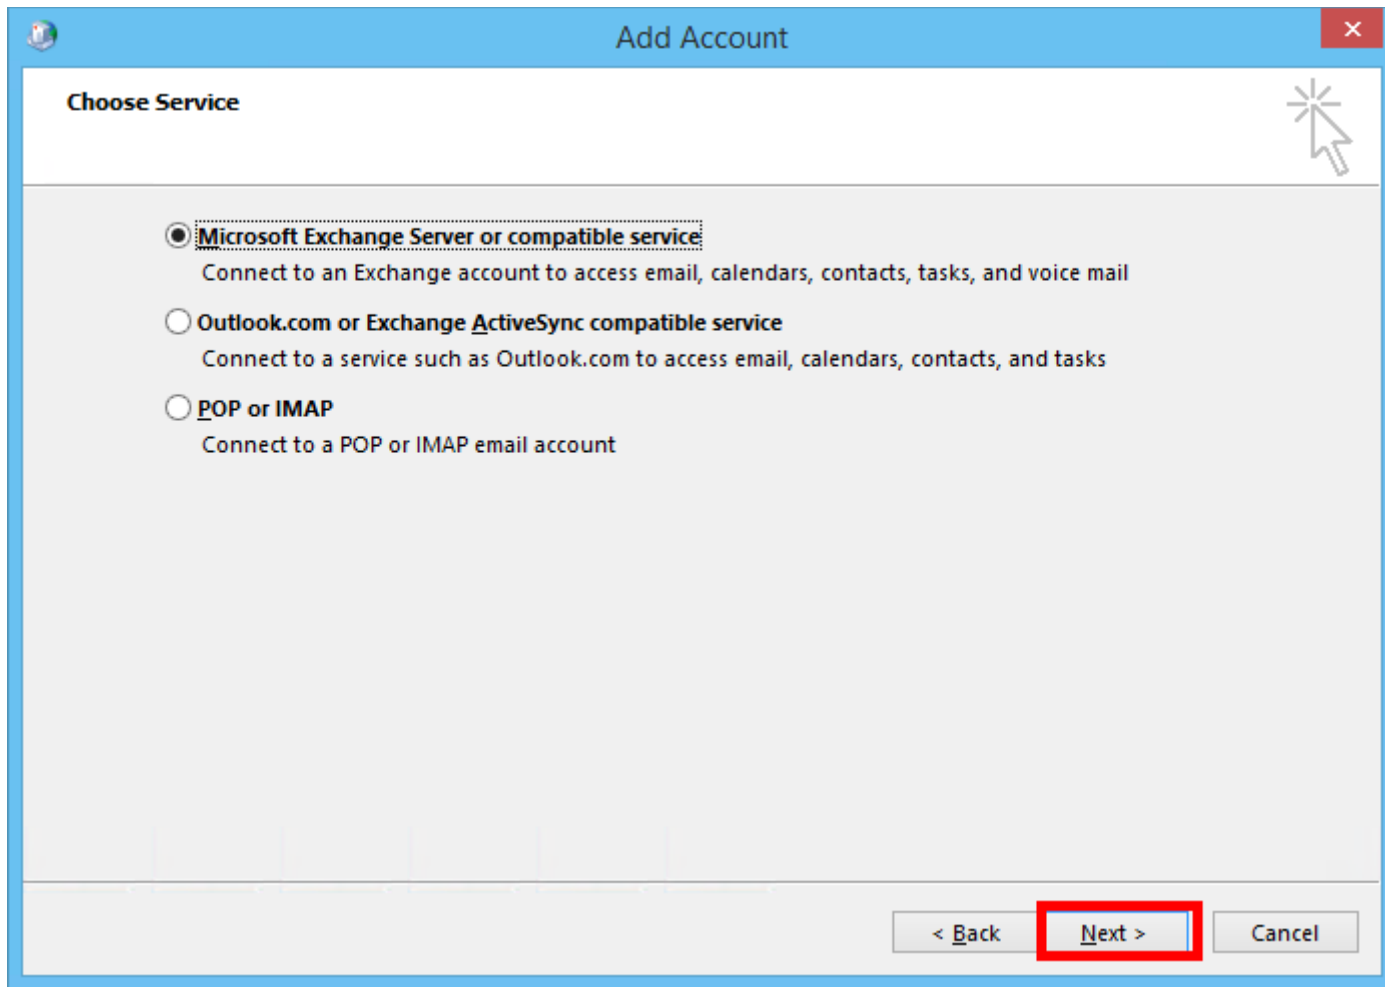 Add Account
Choose Service
Microsoft Exchange Server or compatible service
Connect to an Exchange account to access email, calendars, contacts, tasks, and voice mail
Outlook.com or Exchange ActiveSync compatible service
Connect to a service such as Outlook.com to access email, calendars, contacts, and tasks
POP or IMAP
Connect to a POP or IMAP email account
< Back Next > Cancel